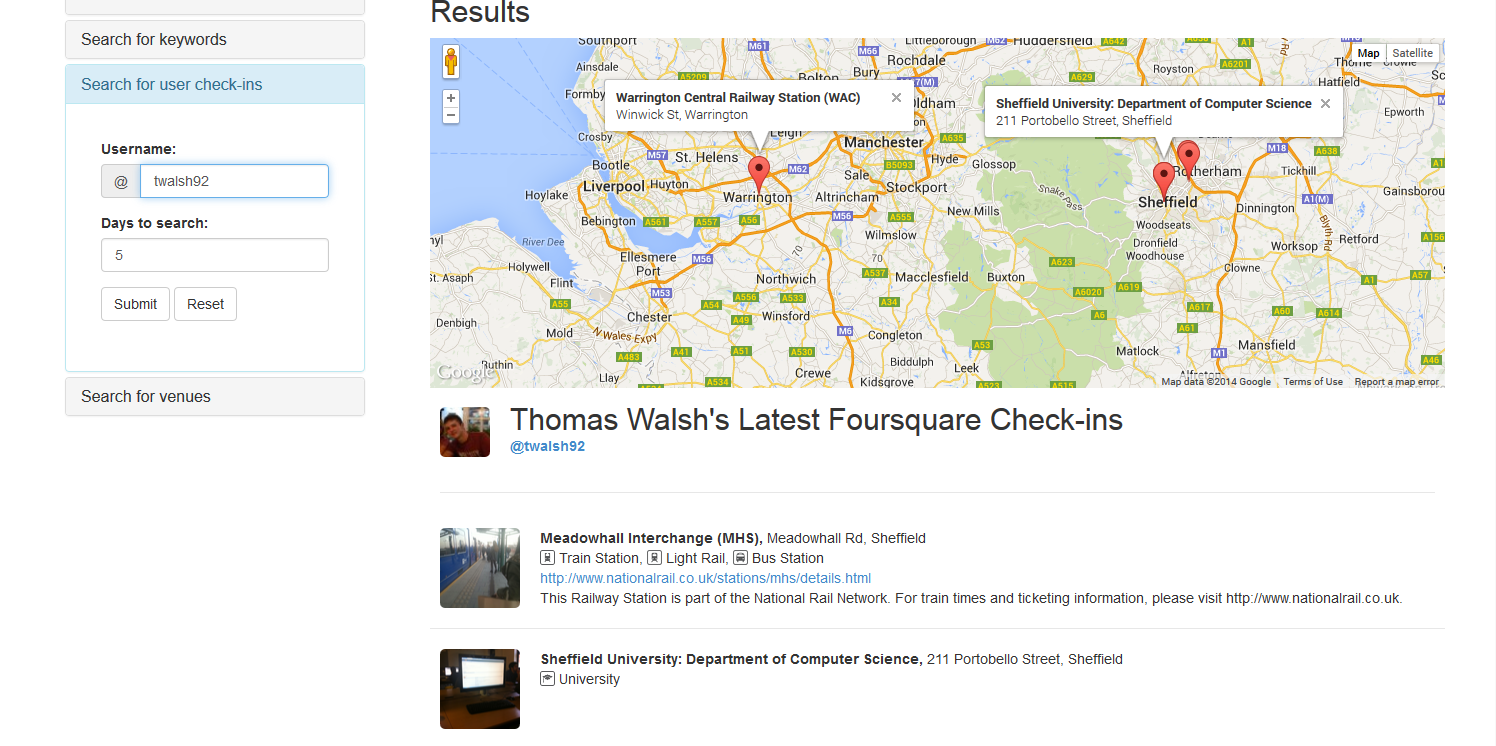 Results
Search for keywords
Search for user check-ins
Username:
@ twalsh92
Days to search:
5
Submit Reset
Search for venues
Map Satellite
+
−
Warrington Central Railway Station (WAC)
Winwick St, Warrington
Sheffield University: Department of Computer Science
211 Portobello Street, Sheffield
Southport M61 Littleborough M62 Huddersfield A642 A1
Ainsdale M66 Rochdale A6201
A5209 Bolton Bury A629 Royston Hatfield
Formby Oldham Epworth
Crosby Leigh A635
Bootle M57 St. Helens Manchester M18 A638
M62 B5093 Hyde Glossop Rotherham Tickhill
Liverpool Huyton Sale Stockport Snake Pass
Hoylake Warrington Altrincham Sheffield A1(M) Gainsborou
Bebington A561 A557 A56 M56 A555 New Mills Dinnington
River Dee Wilmslow Woodseats Blyth Rd Retford A156
Ellesmere Port M56 70 70 Dronfield Woodhouse Worksop
St. Asaph Holywell Flint Northwich A537 Macclesfield Buxton A623 Clowne A57
M53 A556 A533 A6020 A619 A1
A55 Chester A54 A49 Winsford A34 A6 A617 A60 A614
Denbigh Mold N Wales Expy M6 Congleton A61
A483 A41 A51 A530 A53 Matlock M1 Mansfield
Ruthin Biddulph Leek A46
Llay A534 Crewe Kidsgrove A523 A515 Alfreton
Google Map data ©2014 Google Terms of Use Report a map error
Thomas Walsh's Latest Foursquare Check-ins
@twalsh92
Meadowhall Interchange (MHS), Meadowhall Rd, Sheffield
Train Station, Light Rail, Bus Station
http://www.nationalrail.co.uk/stations/mhs/details.html
This Railway Station is part of the National Rail Network. For train times and ticketing information, please visit http://www.nationalrail.co.uk.
Sheffield University: Department of Computer Science, 211 Portobello Street, Sheffield
University